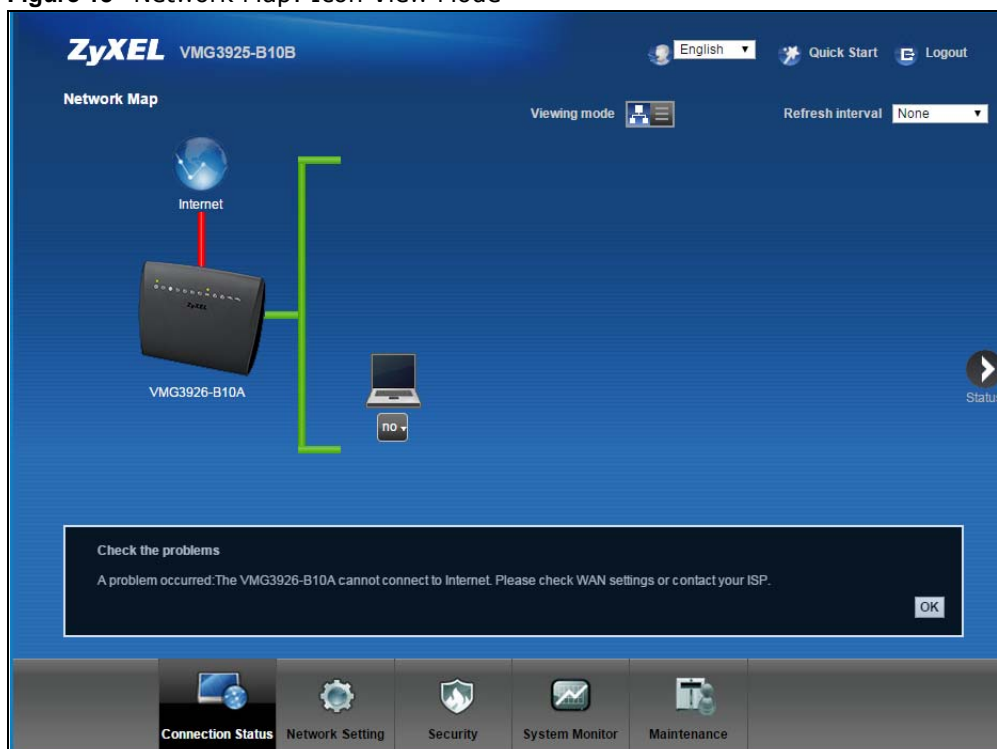 Figure 15 Network Map: Icon View Mode
ZyXEL VMG3925-B10B
English
Quick Start
Logout
Network Map
Viewing mode
Refresh interval
None
Internet
ZyXEL
VMG3926-B10A
no
Status
Check the problems
A problem occurred:The VMG3926-B10A cannot connect to Internet. Please check WAN settings or contact your ISP.
OK
Connection Status
Network Setting
Security
System Monitor
Maintenance